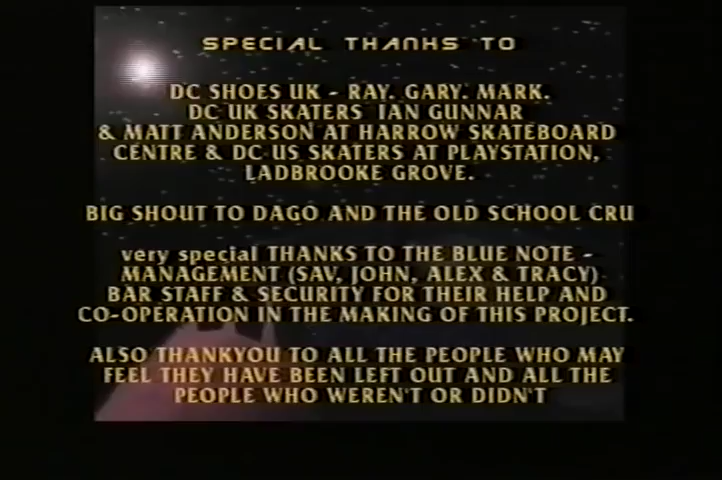 SPECIAL THANKS TO
DC SHOES UK - RAY. GARY. MARK.
DC UK SKATERS IAN GUNNAR
& MATT ANDERSON AT HARROW SKATEBOARD
CENTRE & DC US SKATERS AT PLAYSTATION,
LADBROOKE GROVE.
BIG SHOUT TO DAGO AND THE OLD SCHOOL CRU
very special THANKS TO THE BLUE NOTE -
MANAGEMENT (SAV, JOHN, ALEX & TRACY)
BAR STAFF & SECURITY FOR THEIR HELP AND
CO-OPERATION IN THE MAKING OF THIS PROJECT.
ALSO THANKYOU TO ALL THE PEOPLE WHO MAY
FEEL THEY HAVE BEEN LEFT OUT AND ALL THE
PEOPLE WHO WEREN'T OR DIDN'T